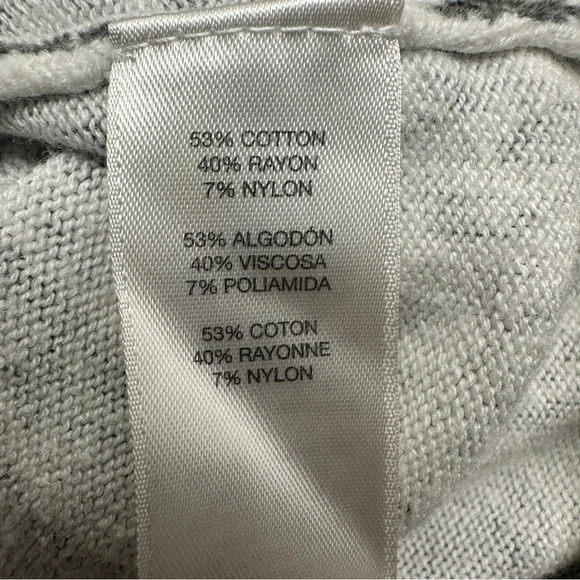 53% COTTON
40% RAYON
7% NYLON
53% ALGODÓN
40% VISCOSA
7% POLIAMIDA
53% COTON
40% RAYONNE
7% NYLON